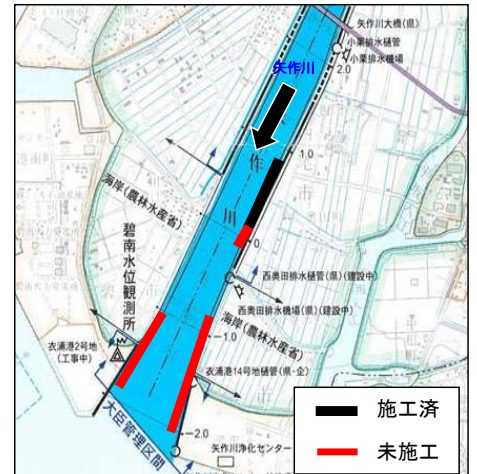 矢作川大橋(県)
小栗排水樋管
小栗排水機場
2.0
矢作川
1.0
作
川
海岸(農林水産省)
0
西奥田排水樋管(県)(建設中)
西奥田排水機場(県)(建設中)
碧南水位観測所
海岸(農林水産省)
-1.0
衣浦港2号地
(工事中)
衣浦港14号地樋管(県・企)
大臣管理区間
-2.0
矢作川浄化センター
施工済
未施工